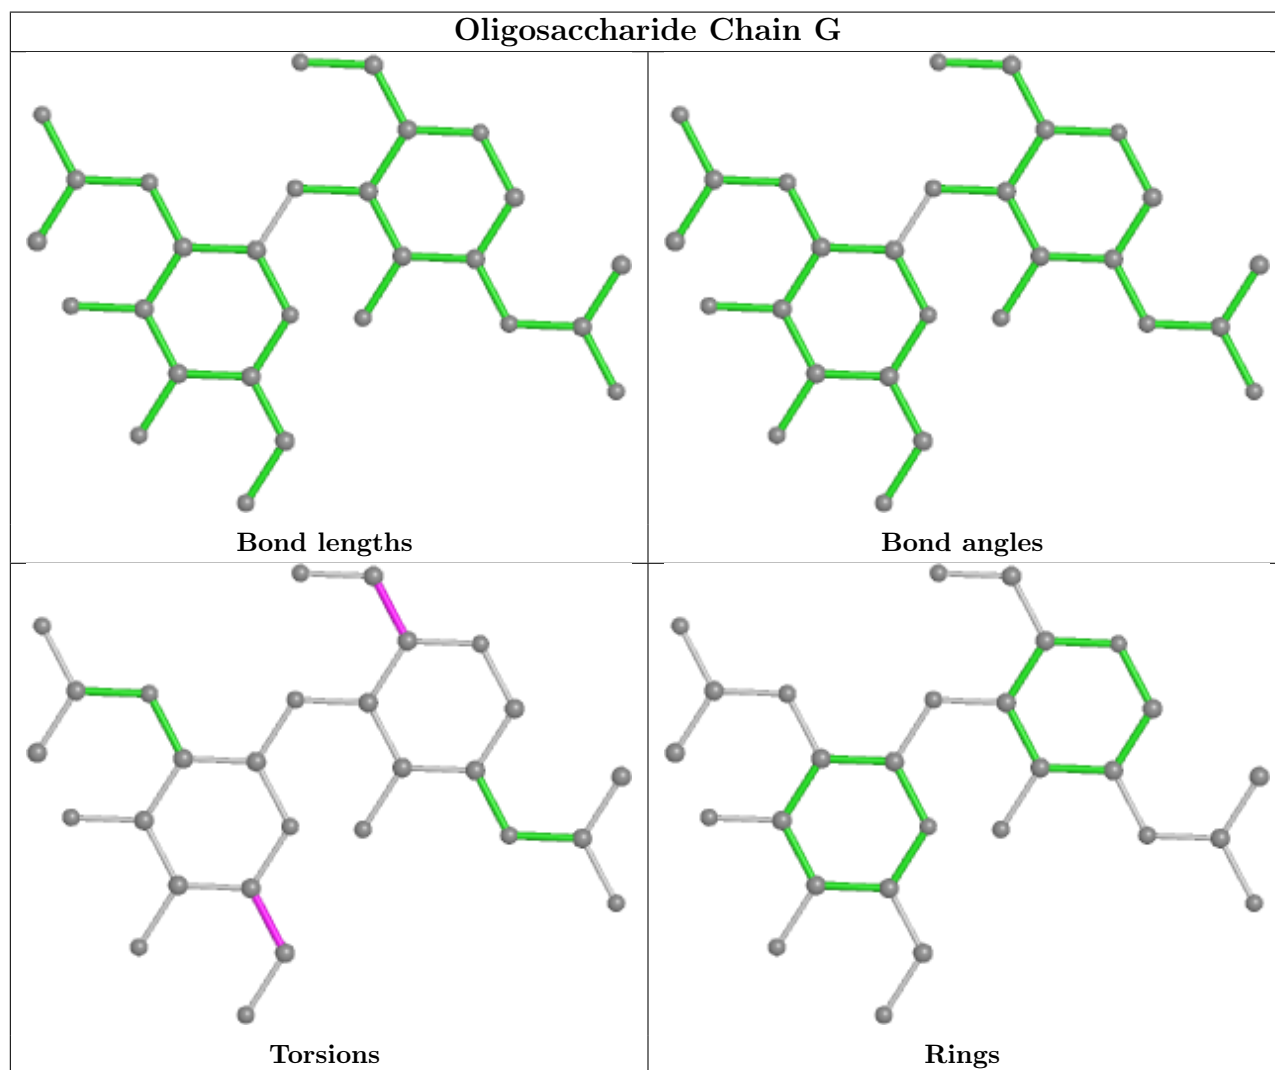 Oligosaccharide Chain G
Bond lengths
Bond angles
Torsions
Rings